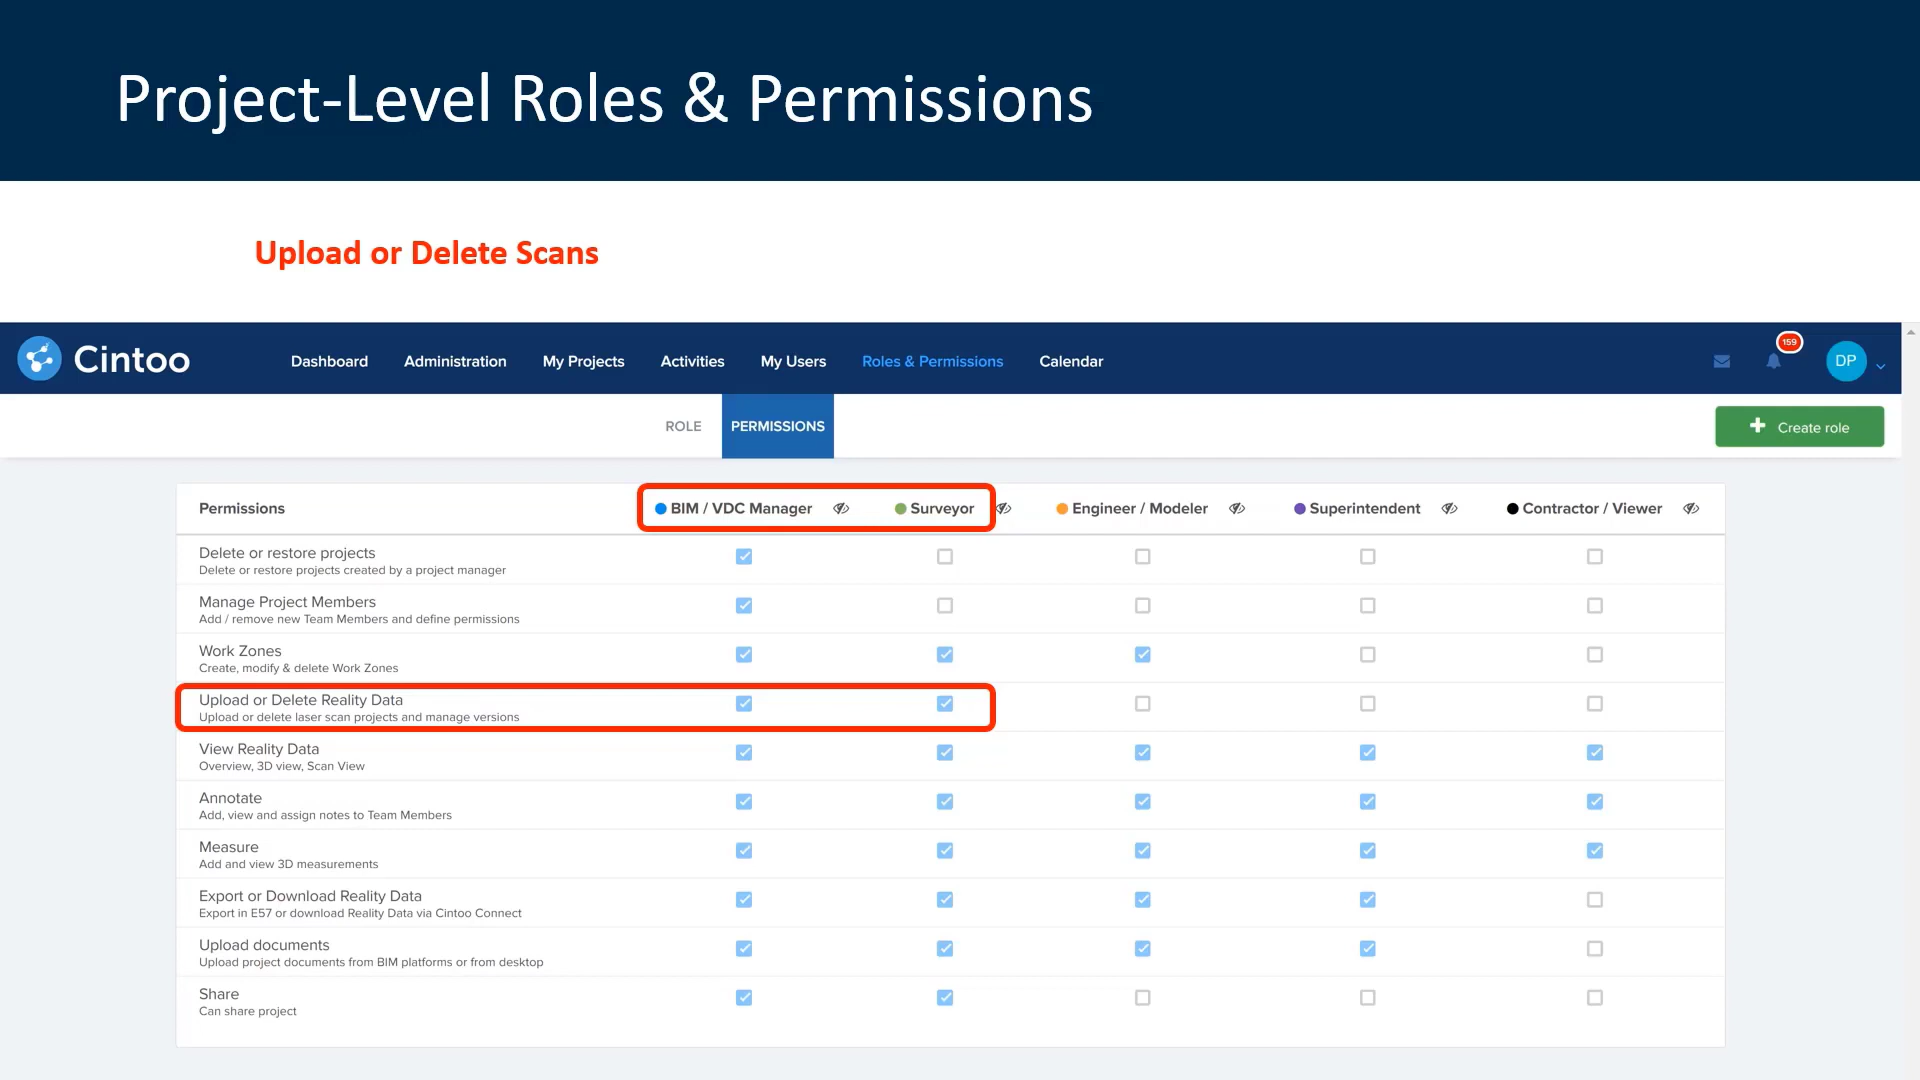 Project-Level Roles & Permissions
Upload or Delete Scans
Cintoo Dashboard Administration My Projects Activities My Users Roles & Permissions Calendar 159 DP
ROLE PERMISSIONS Create role
Permissions BIM / VDC Manager Surveyor Engineer / Modeler Superintendent Contractor / Viewer
Delete or restore projects
Delete or restore projects created by a project manager
Manage Project Members
Add / remove new Team Members and define permissions
Work Zones
Create, modify & delete Work Zones
Upload or Delete Reality Data
Upload or delete laser scan projects and manage versions
View Reality Data
Overview, 3D view, Scan View
Annotate
Add, view and assign notes to Team Members
Measure
Add and view 3D measurements
Export or Download Reality Data
Export in E57 or download Reality Data via Cintoo Connect
Upload documents
Upload project documents from BIM platforms or from desktop
Share
Can share project